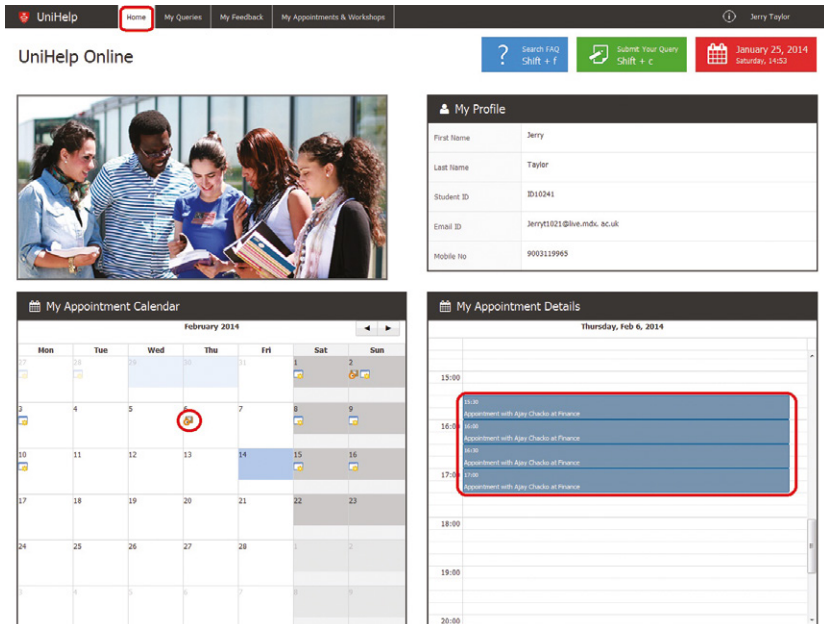 UniHelp
Home
My Queries
My Feedback
My Appointments & Workshops
Jerry Taylor
UniHelp Online
? Search FAQ
Shift + f
Submit Your Query
Shift + c
January 25, 2014
Saturday, 14:53
My Profile
First Name Jerry
Last Name Taylor
Student ID ID10241
Email ID Jerryt1021@live.mdx. ac.uk
Mobile No 9003119965
My Appointment Calendar
February 2014
Mon Tue Wed Thu Fri Sat Sun
27 28 29 30 31 1 2
3 4 5 6 7 8 9
10 11 12 13 14 15 16
17 18 19 20 21 22 23
24 25 26 27 28 1 2
3 4 5 6 7 8 9
My Appointment Details
Thursday, Feb 6, 2014
15:00
15:30
Appointment with Ajay Chacko at Finance
16:00 16:00
Appointment with Ajay Chacko at Finance
16:30
Appointment with Ajay Chacko at Finance
17:00 17:00
Appointment with Ajay Chacko at Finance
18:00
19:00
20:00